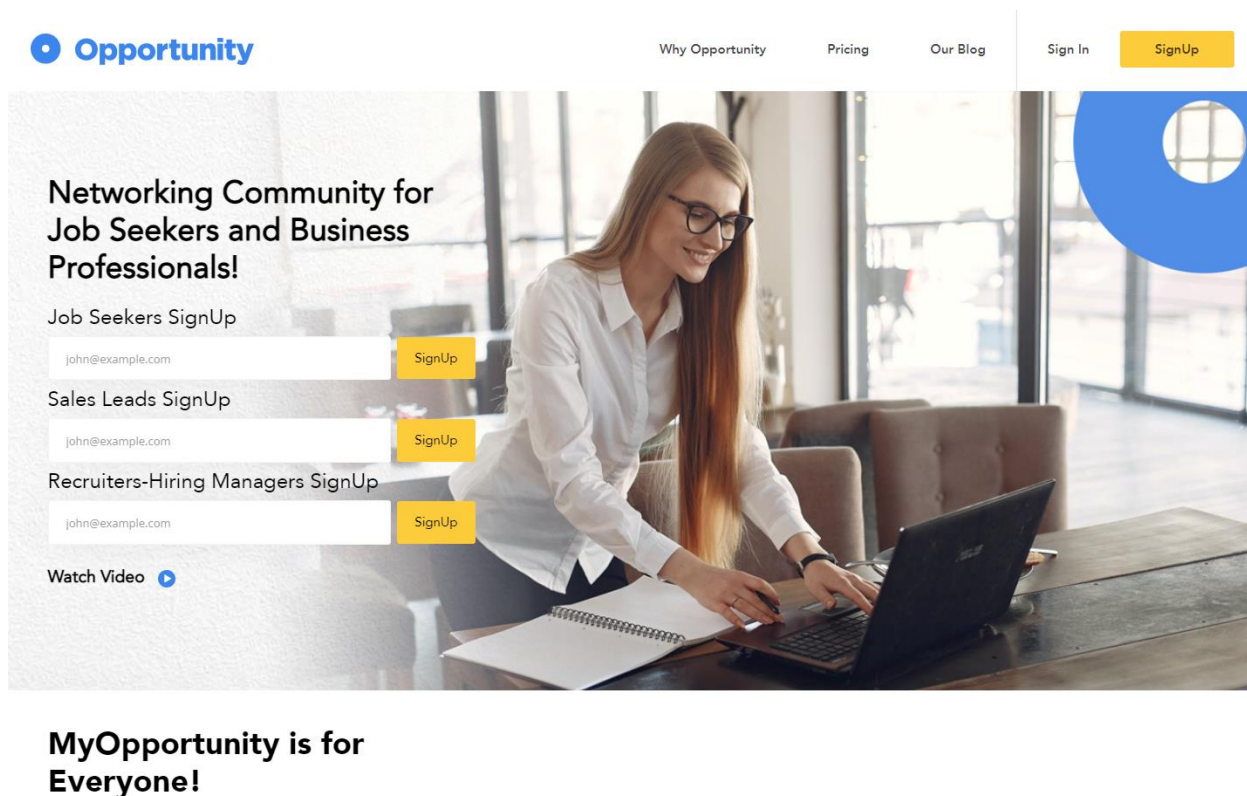 Opportunity
Why Opportunity
Pricing
Our Blog
Sign In
SignUp
Networking Community for
Job Seekers and Business
Professionals!
Job Seekers SignUp
john@example.com
SignUp
Sales Leads SignUp
john@example.com
SignUp
Recruiters-Hiring Managers SignUp
john@example.com
SignUp
Watch Video
MyOpportunity is for
Everyone!